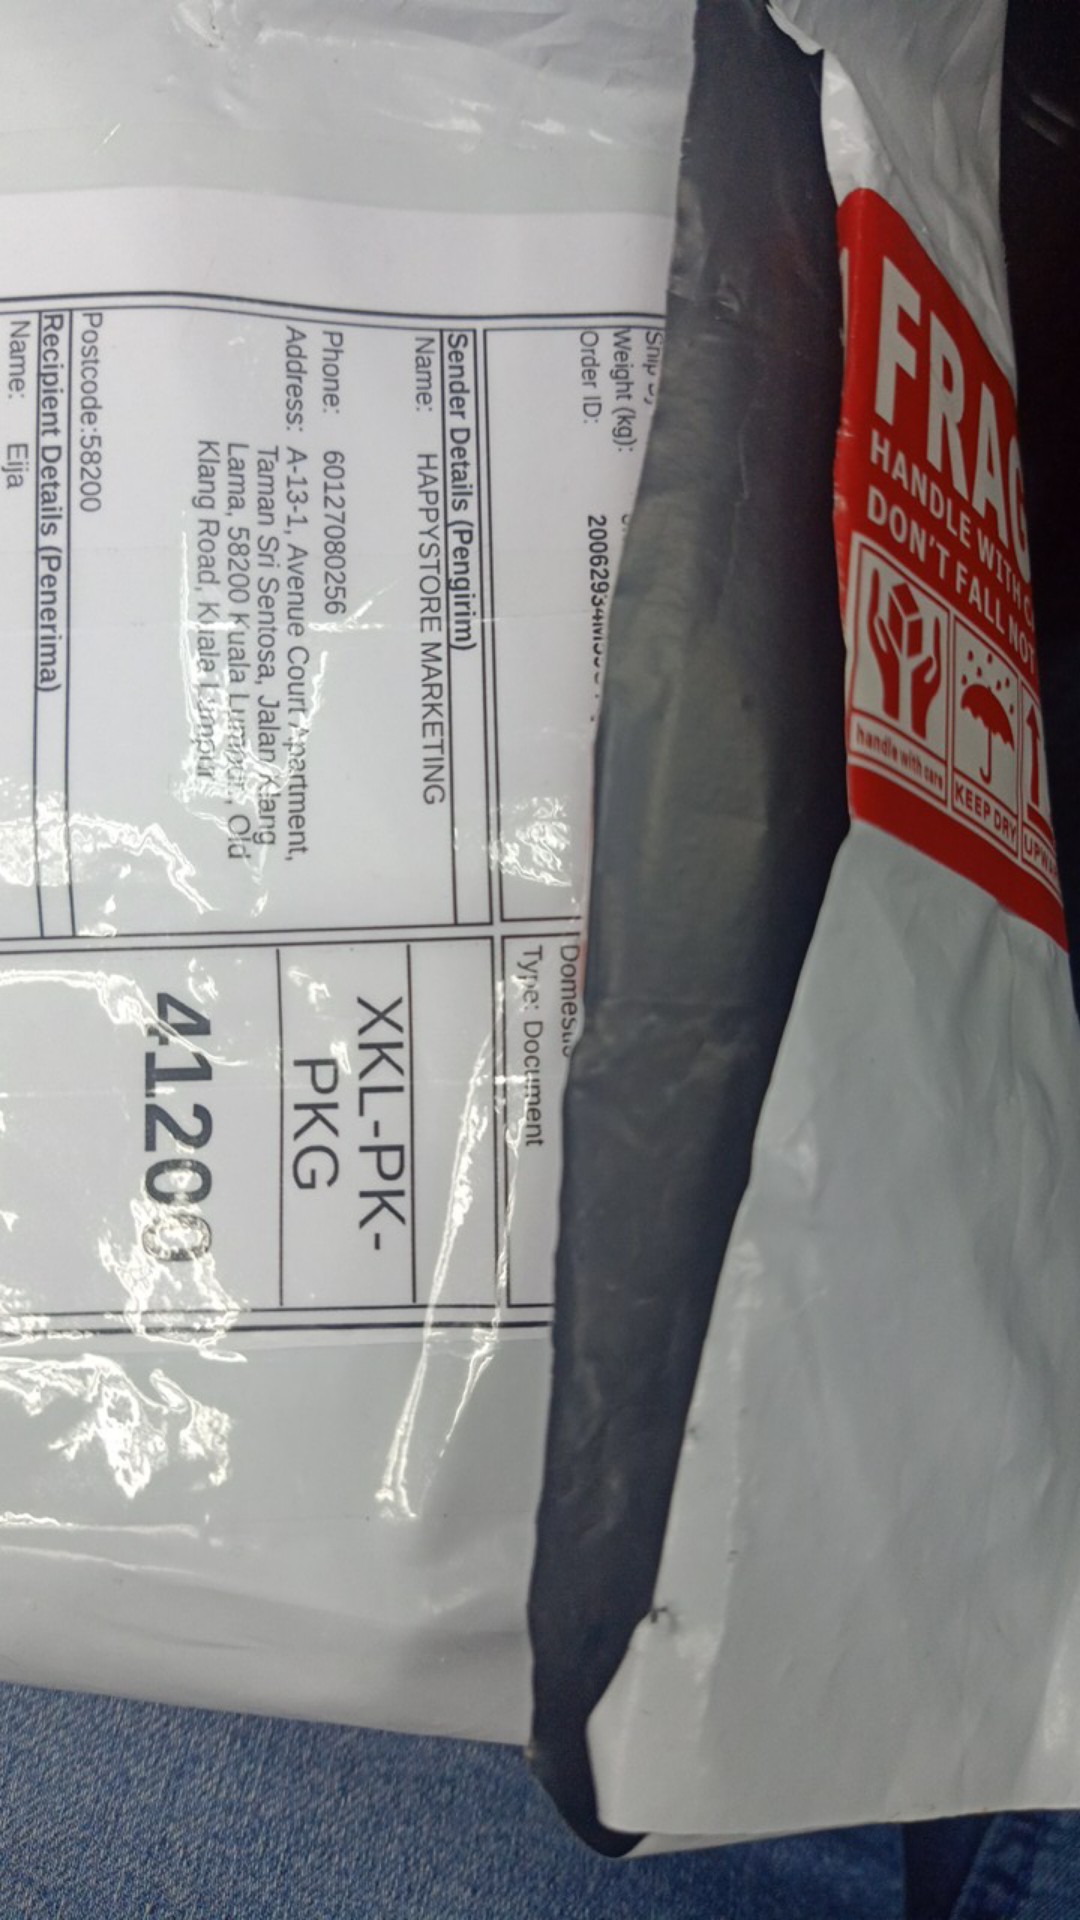 Weight (kg):
Order ID:
Sender Details (Pengirim)
Name: HAPPYSTORE MARKETING
Phone: 60127080256
Address: A-13-1, Avenue Court Apartment,
Taman Sri Sentosa, Jalan Klang
Lama, 58200 Kuala Lumpur, Old
Klang Road, Kuala Lumpur
Postcode:58200
Recipient Details (Penerima)
Name: Eija
Type: Document
XKL-PK-
PKG
41200
HANDLE WITH
DON'T FALL NOT
handle with care
KEEP DRY